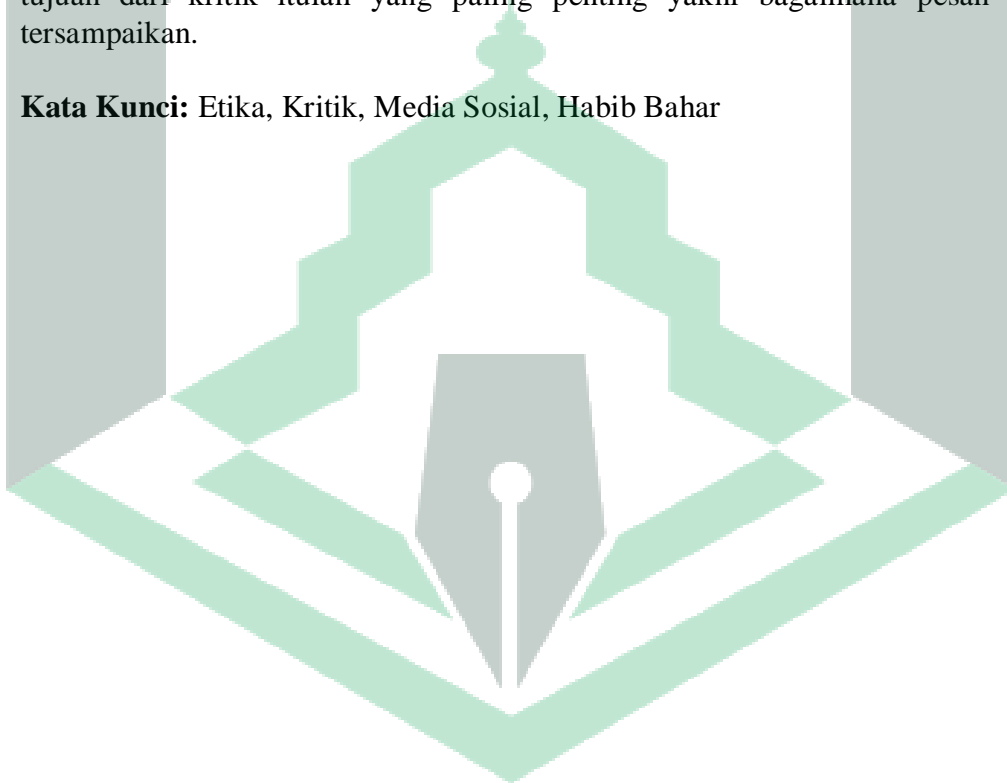 tujuan dari kritik itulah yang paling penting yakni bagaimana pesan
tersampaikan.
Kata Kunci: Etika, Kritik, Media Sosial, Habib Bahar